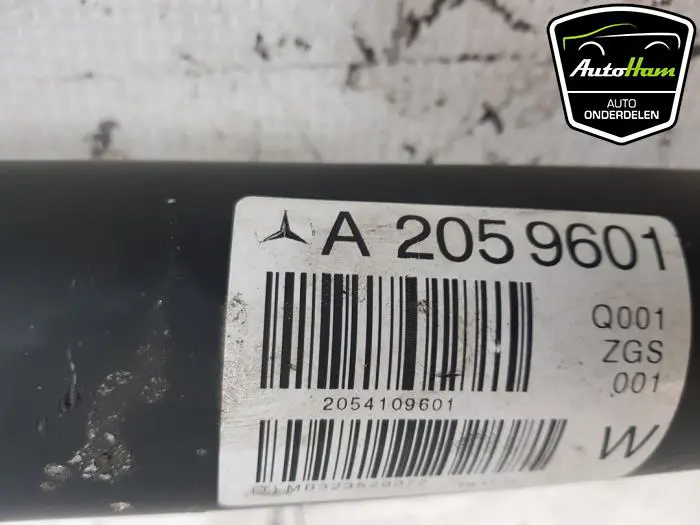 AutoHam
AUTO
ONDERDELEN
A 205 9601
Q001
ZGS
001
2054109601
W